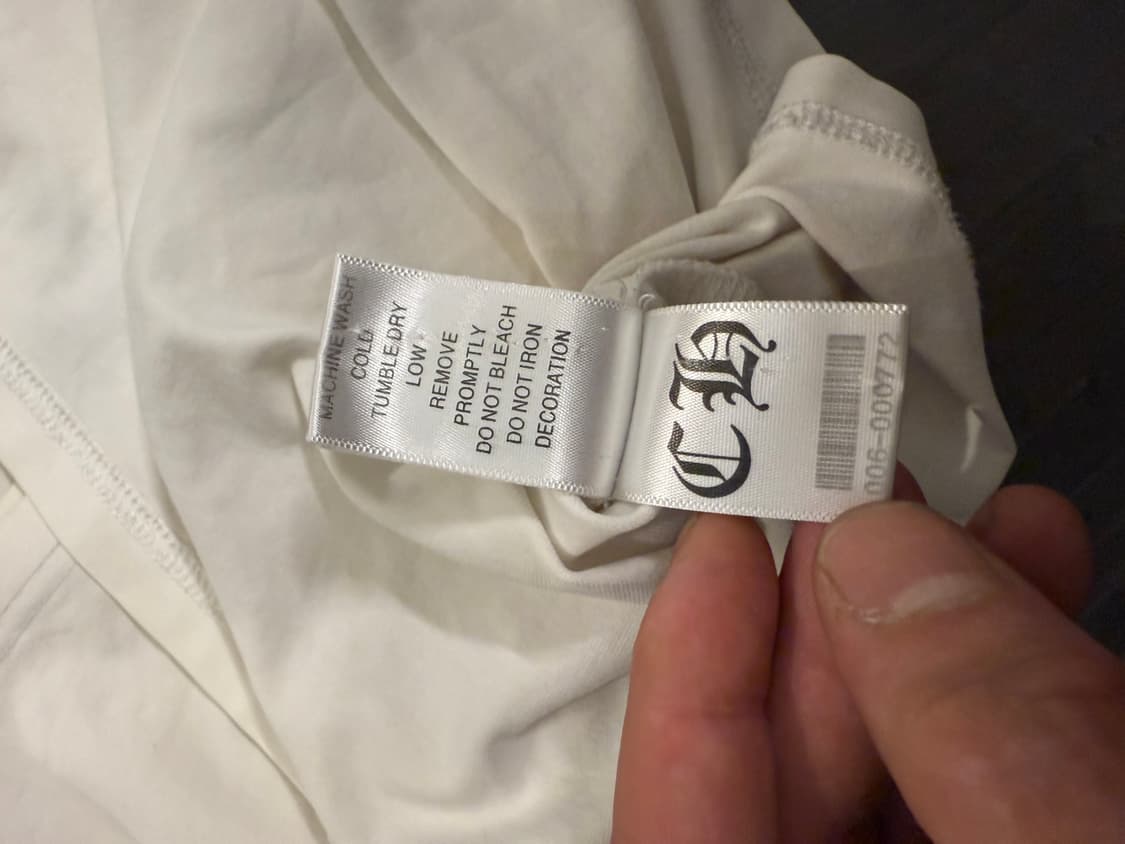 MACHINE WASH
COLD
TUMBLE DRY
LOW
REMOVE
PROMPTLY
DO NOT BLEACH
DO NOT IRON
DECORATION
CH
006-000772